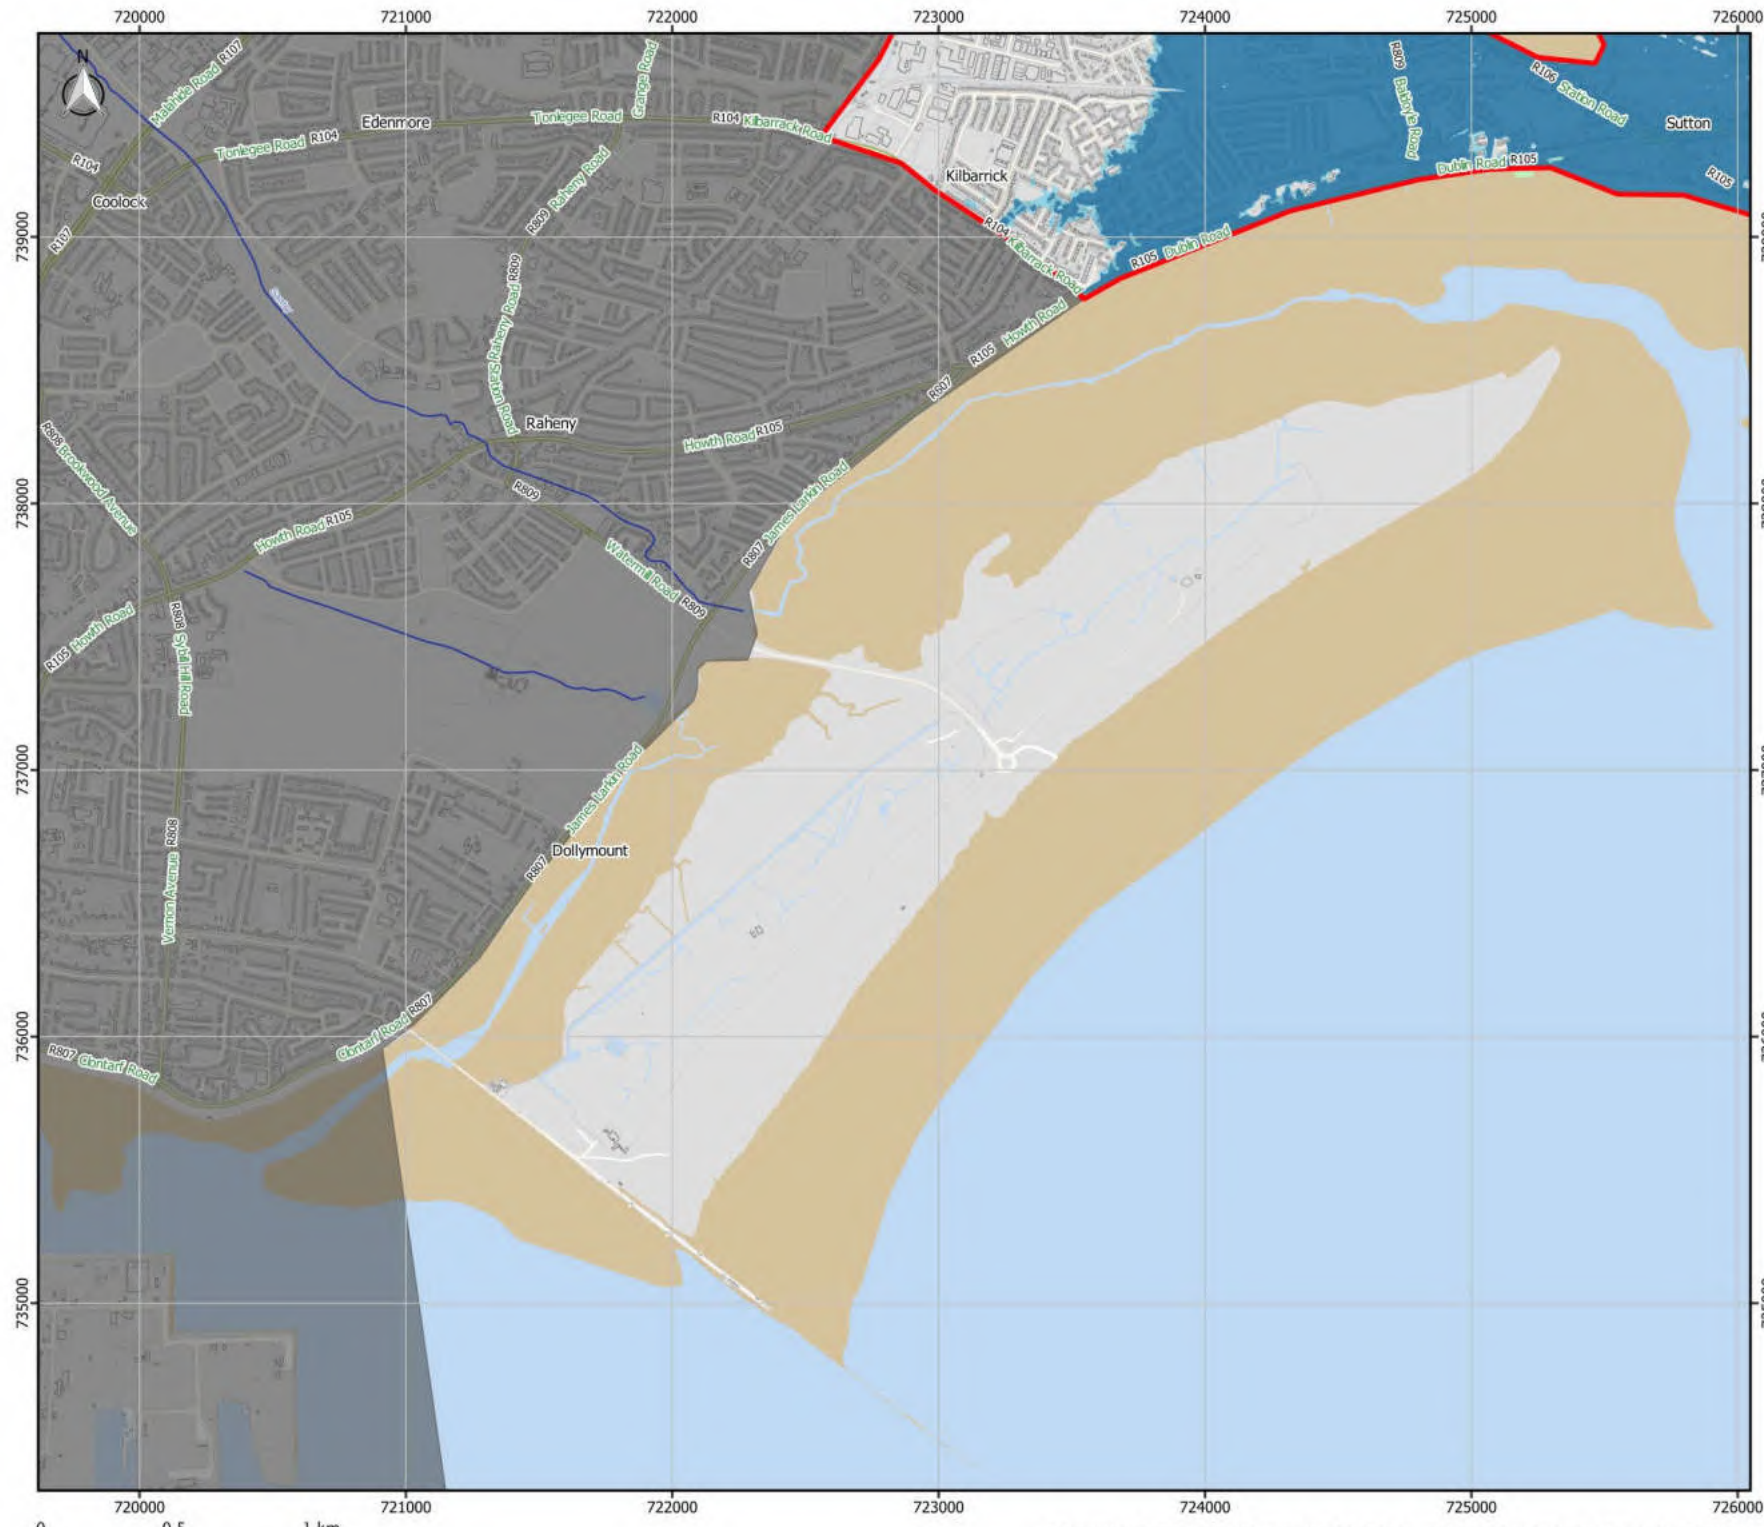 720000 721000 722000 723000 724000 725000 726000
N
Malahide Road R107
Grange Road
Edenmore
Tonlegee Road
R104 Kilbarrack Road
Tonlegee Road R104
R104
R809 Baldoyle Road
R106 Station Road
Sutton
Dublin Road R105
R105
Kilbarrick
Coolock
R809 Raheny Road
R107
739000
R104 Kilbarrack Road
R105 Dublin Road
R809
Raheny Road
Station Road
Howth Road
R105
R807
Raheny
Howth Road R105
R808 Brookwood Avenue
R809
James Larkin Road
R807
738000
Howth Road R105
Watermill Road
R809
R105 Howth Road
R808 Sybil Hill Road
737000
James Larkin Road
R807
Dollymount
Vernon Avenue R808
736000
Clontarf Road R807
R807 Clontarf Road
735000
720000 721000 722000 723000 724000 725000 726000
0 0.5 1 km